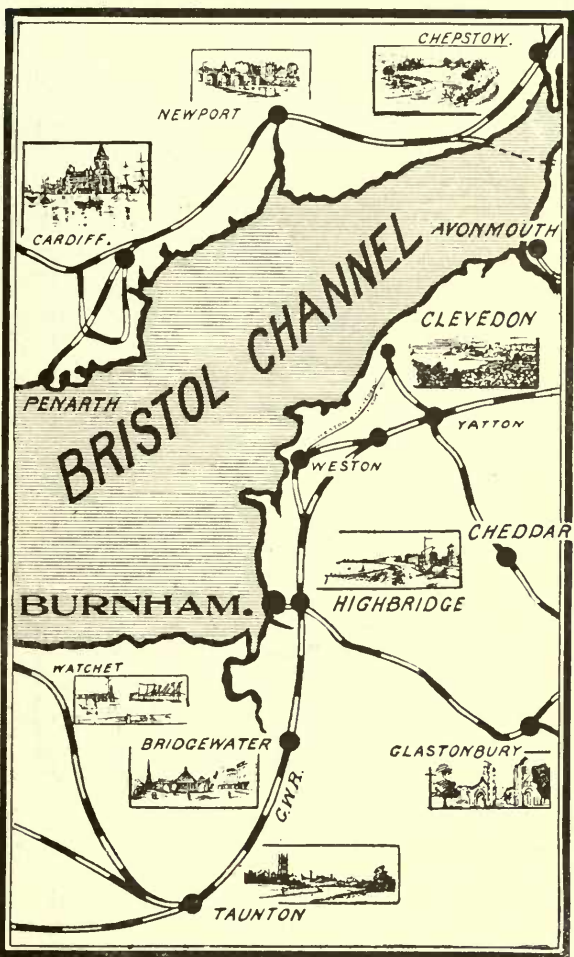 CHEPSTOW.
NEWPORT
CARDIFF.
AVONMOUTH
BRISTOL CHANNEL
CLEVEDON
PENARTH
YATTON
WESTON
CHEDDAR
BURNHAM.
HIGHBRIDGE
WATCHET
BRIDGEWATER
GLASTONBURY
G.W.R.
TAUNTON